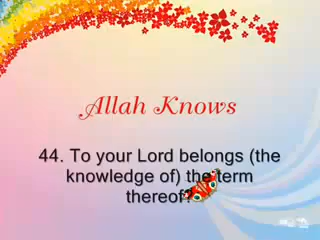 Allah Knows
44. To your Lord belongs (the
knowledge of) the term
thereof?